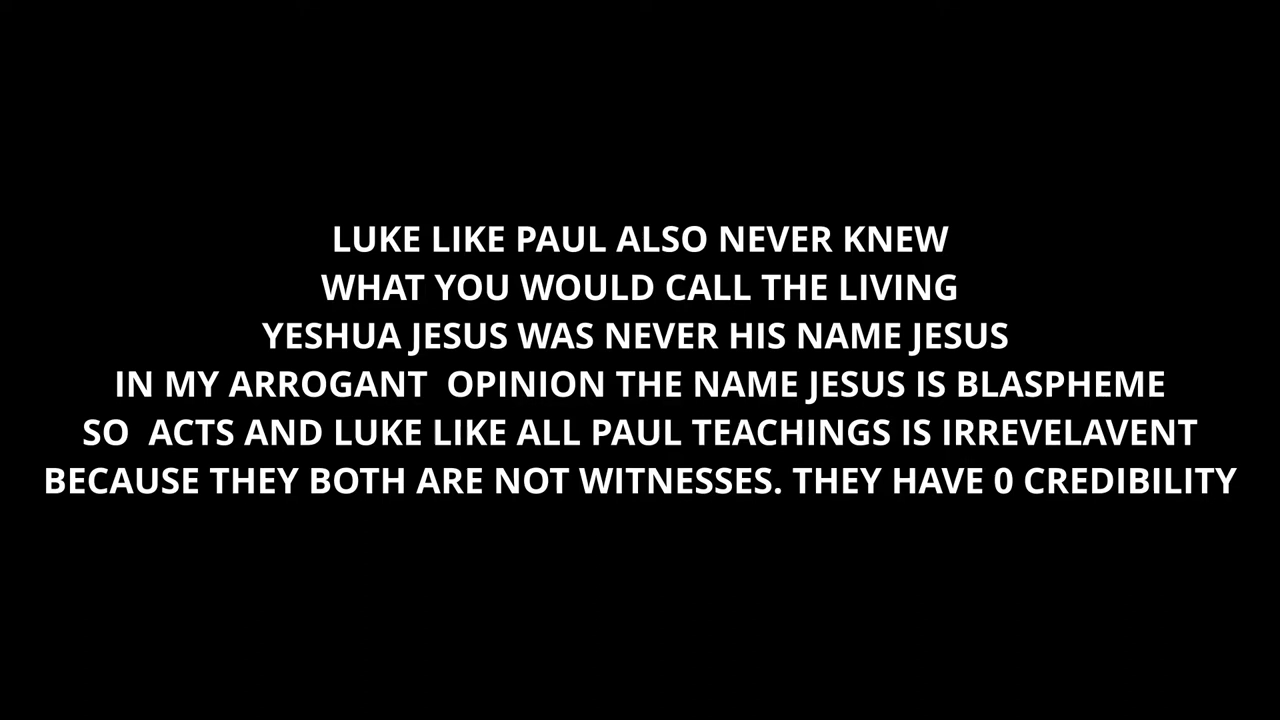 LUKE LIKE PAUL ALSO NEVER KNEW
WHAT YOU WOULD CALL THE LIVING
YESHUA JESUS WAS NEVER HIS NAME JESUS
IN MY ARROGANT  OPINION THE NAME JESUS IS BLASPHEME
SO  ACTS AND LUKE LIKE ALL PAUL TEACHINGS IS IRREVELAVENT
BECAUSE THEY BOTH ARE NOT WITNESSES. THEY HAVE 0 CREDIBILITY